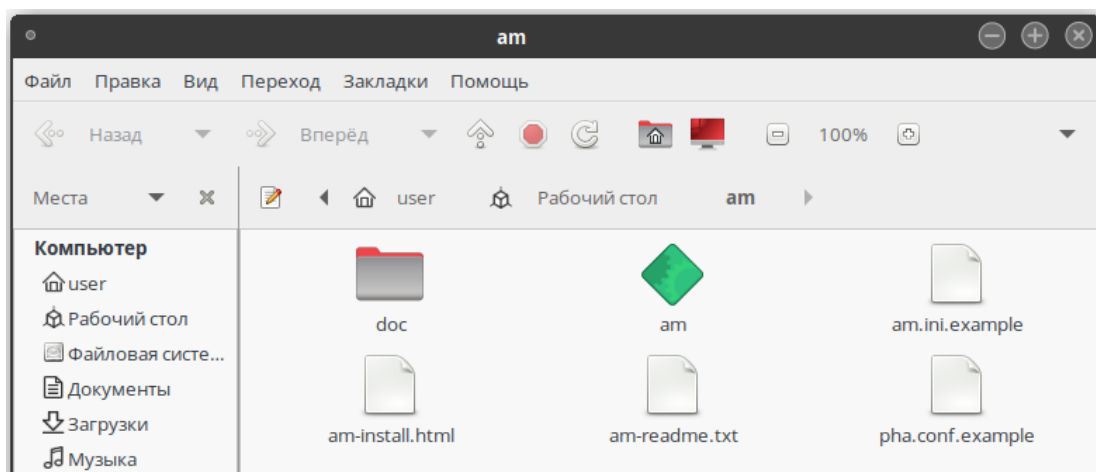 am
Файл Правка Вид Переход Закладки Помощь
Назад Вперёд 100%
Места user Рабочий стол am
Компьютер
user
Рабочий стол
Файловая систе...
Документы
Загрузки
Музыка
doc am am.ini.example
am-install.html am-readme.txt pha.conf.example